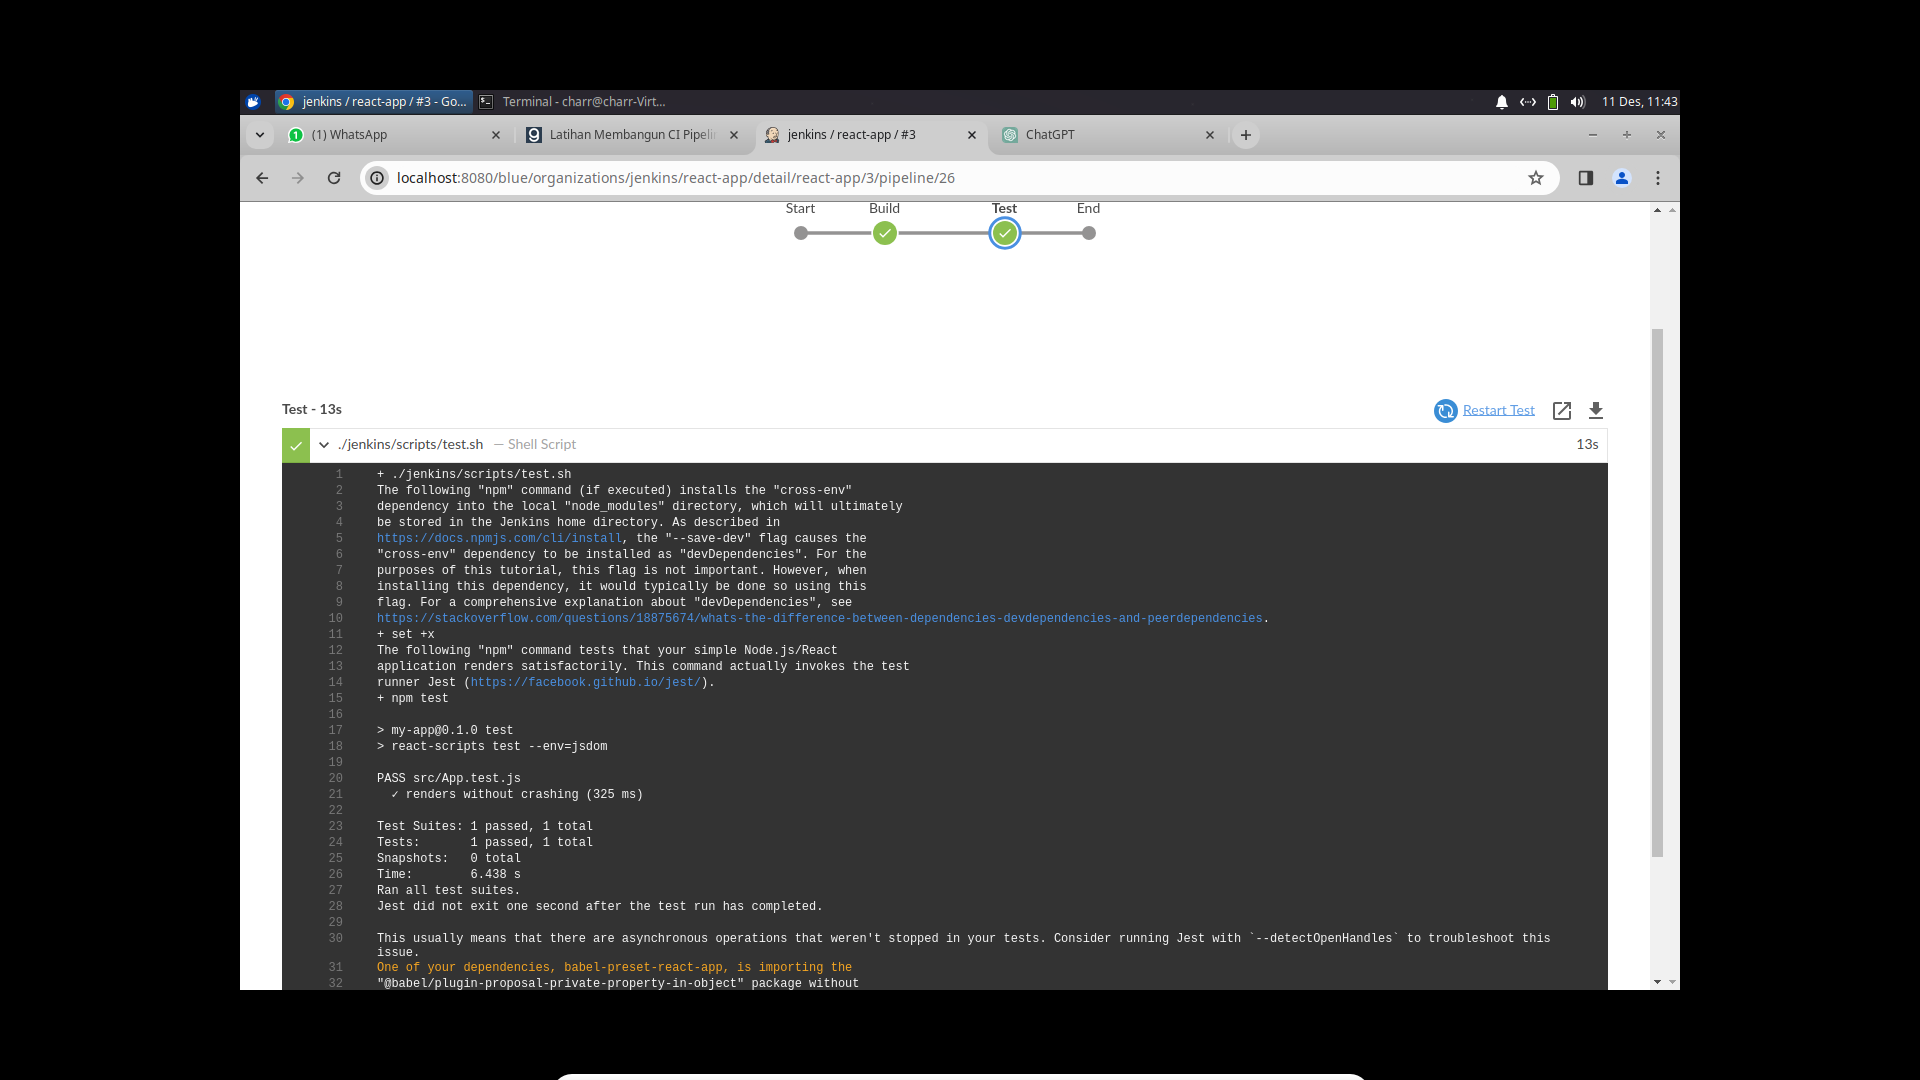 jenkins / react-app / #3 - Go...
Terminal - charr@charr-Virt...
11 Des, 11:43
(1) WhatsApp
Latihan Membangun CI Pipelin
jenkins / react-app / #3
ChatGPT
localhost:8080/blue/organizations/jenkins/react-app/detail/react-app/3/pipeline/26
Start Build Test End
Test - 13s
Restart Test
./jenkins/scripts/test.sh — Shell Script 13s
1 + ./jenkins/scripts/test.sh
2 The following "npm" command (if executed) installs the "cross-env"
3 dependency into the local "node_modules" directory, which will ultimately
4 be stored in the Jenkins home directory. As described in
5 https://docs.npmjs.com/cli/install, the "--save-dev" flag causes the
6 "cross-env" dependency to be installed as "devDependencies". For the
7 purposes of this tutorial, this flag is not important. However, when
8 installing this dependency, it would typically be done so using this
9 flag. For a comprehensive explanation about "devDependencies", see
10 https://stackoverflow.com/questions/18875674/whats-the-difference-between-dependencies-devdependencies-and-peerdependencies.
11 + set +x
12 The following "npm" command tests that your simple Node.js/React
13 application renders satisfactorily. This command actually invokes the test
14 runner Jest (https://facebook.github.io/jest/).
15 + npm test
16
17 > my-app@0.1.0 test
18 > react-scripts test --env=jsdom
19
20 PASS src/App.test.js
21 ✓ renders without crashing (325 ms)
22
23 Test Suites: 1 passed, 1 total
24 Tests: 1 passed, 1 total
25 Snapshots: 0 total
26 Time: 6.438 s
27 Ran all test suites.
28 Jest did not exit one second after the test run has completed.
29
30 This usually means that there are asynchronous operations that weren't stopped in your tests. Consider running Jest with `--detectOpenHandles` to troubleshoot this
issue.
31 One of your dependencies, babel-preset-react-app, is importing the
32 "@babel/plugin-proposal-private-property-in-object" package without